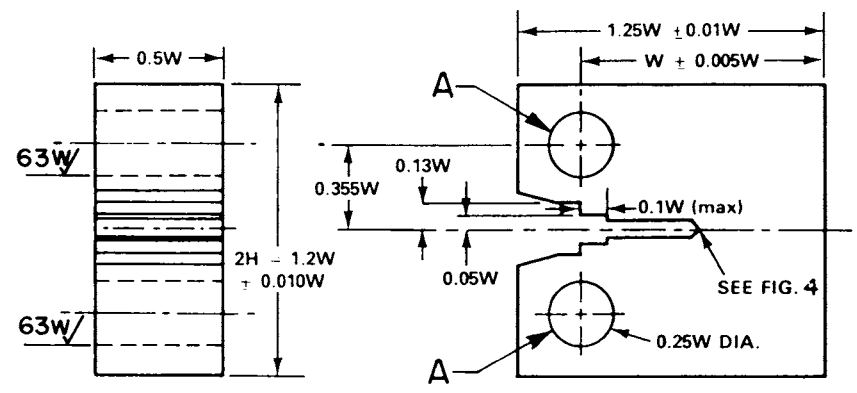 1.25W ± 0.01W
0.5W
W ± 0.005W
A
63W
0.13W
0.355W
0.1W (max)
2H = 1.2W
± 0.010W
0.05W
SEE FIG. 4
63W
0.25W DIA.
A